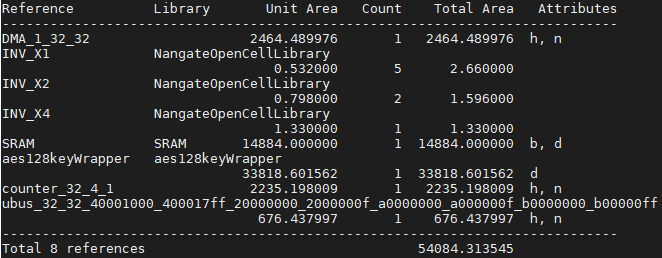 Reference Library Unit Area Count Total Area Attributes
--------------------------------------------------------------------------------
DMA_1_32_32 2464.489976 1 2464.489976 h, n
INV_X1 NangateOpenCellLibrary
0.532000 5 2.660000
INV_X2 NangateOpenCellLibrary
0.798000 2 1.596000
INV_X4 NangateOpenCellLibrary
1.330000 1 1.330000
SRAM SRAM 14884.000000 1 14884.000000 b, d
aes128keyWrapper aes128keyWrapper
33818.601562 1 33818.601562 d
counter_32_4_1 2235.198009 1 2235.198009 h, n
ubus_32_32_40001000_400017ff_20000000_2000000f_a0000000_a000000f_b0000000_b00000ff
676.437997 1 676.437997 h, n
--------------------------------------------------------------------------------
Total 8 references 54084.313545